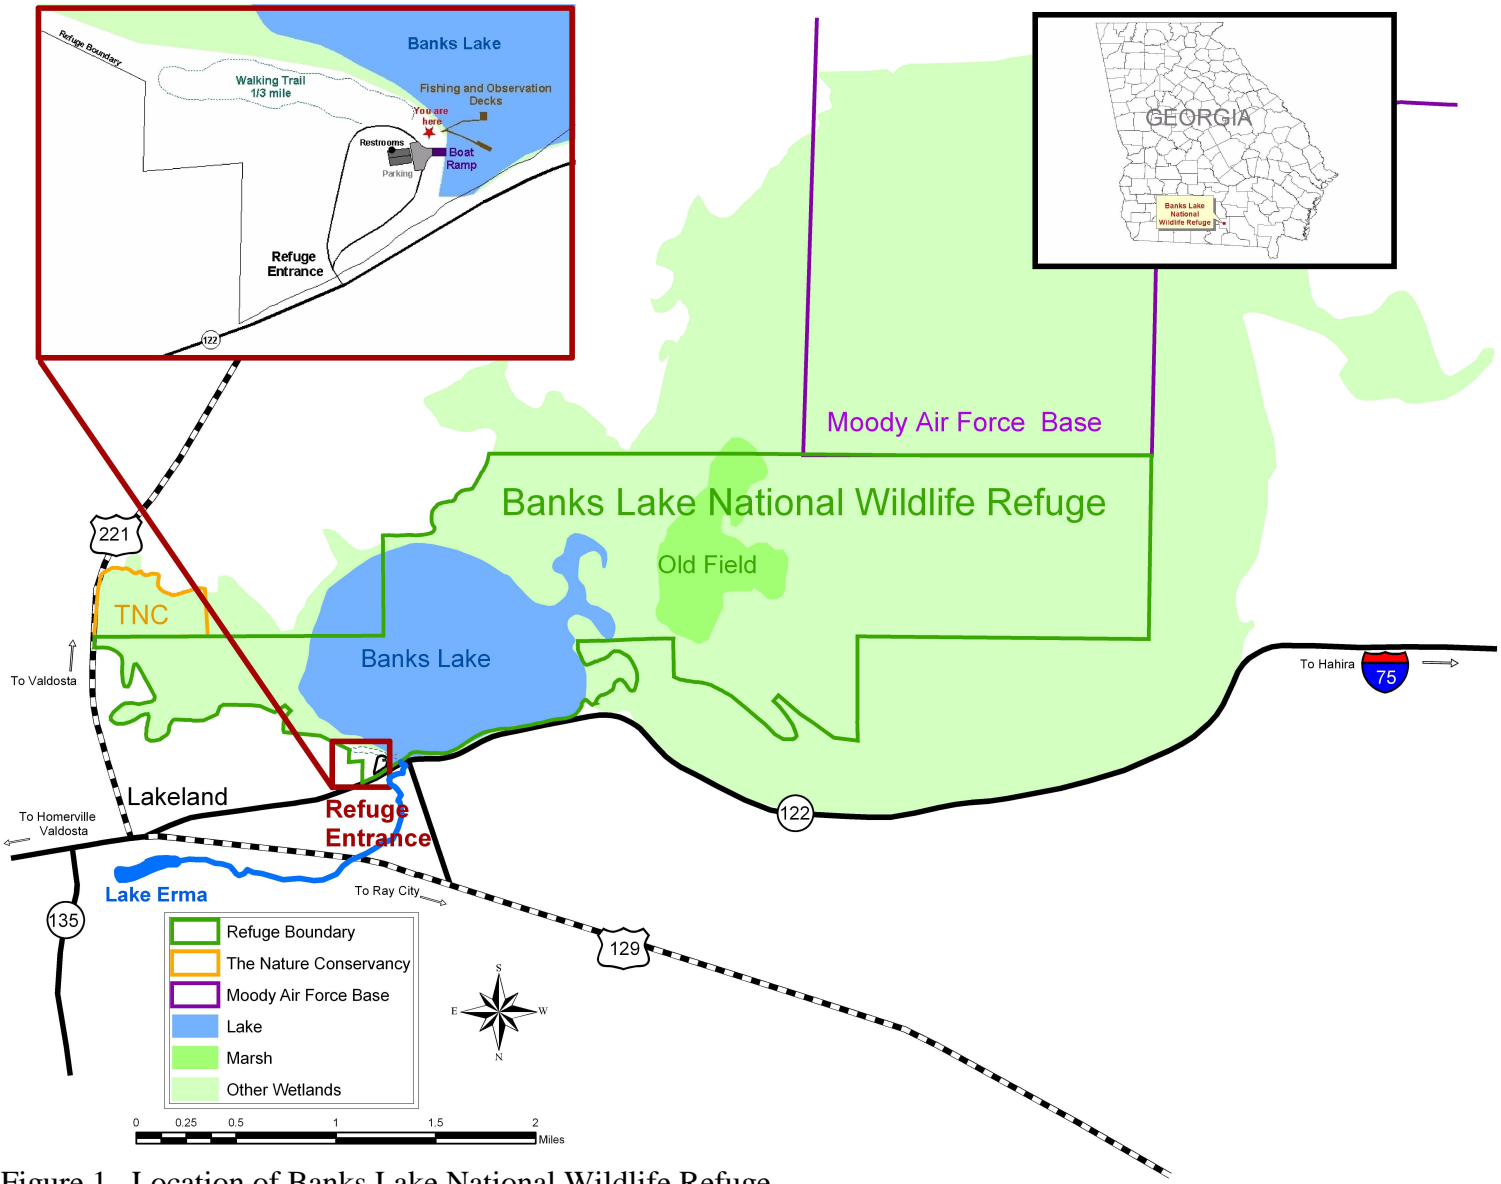 Refuge Boundary
Banks Lake
Walking Trail
1/3 mile
Fishing and Observation
Decks
You are
here
Restrooms
Boat
Ramp
Parking
Refuge
Entrance
122
GEORGIA
Banks Lake
National
Wildlife Refuge
Moody Air Force Base
Banks Lake National Wildlife Refuge
221
Old Field
TNC
Banks Lake
To Valdosta
To Hahira
75
Lakeland
Refuge
Entrance
122
To Homerville
Valdosta
Lake Erma
To Ray City
135
129
Refuge Boundary
The Nature Conservancy
Moody Air Force Base
Lake
Marsh
Other Wetlands
S
E W
N
0 0.25 0.5 1 1.5 2
Miles
Figure 1. Location of Banks Lake National Wildlife Refuge